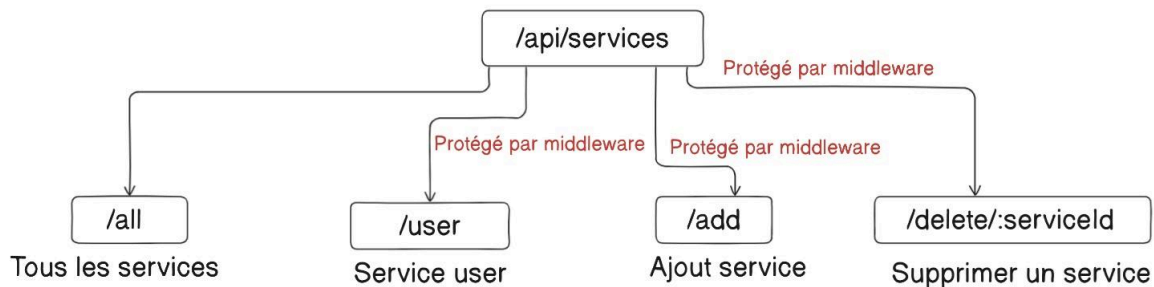 /api/services
Protégé par middleware
Protégé par middleware
Protégé par middleware
/all
/user
/add
/delete/:serviceId
Tous les services
Service user
Ajout service
Supprimer un service